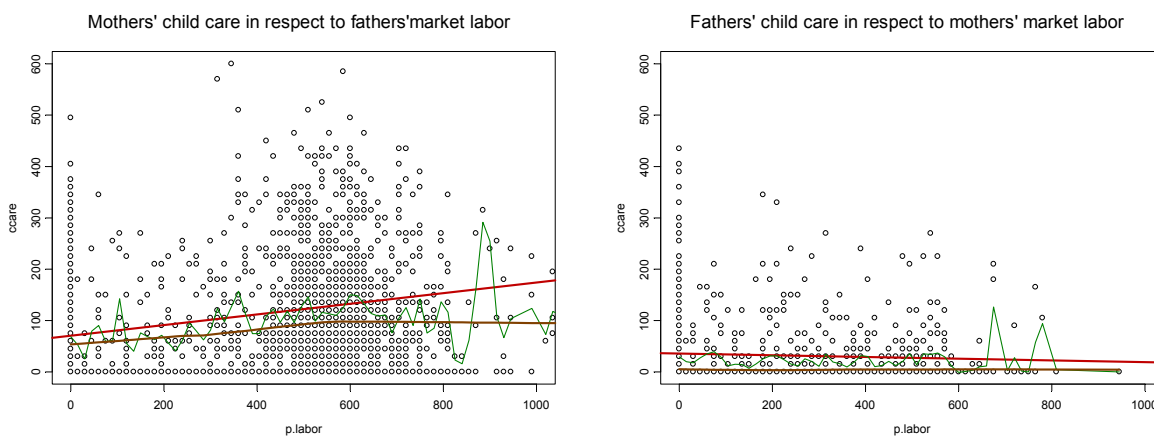 Mothers' child care in respect to fathers'market labor
600
500
400
300
200
100
0
ccare
0 200 400 600 800 1000
p.labor
Fathers' child care in respect to mothers' market labor
600
500
400
300
200
100
0
ccare
0 200 400 600 800 1000
p.labor